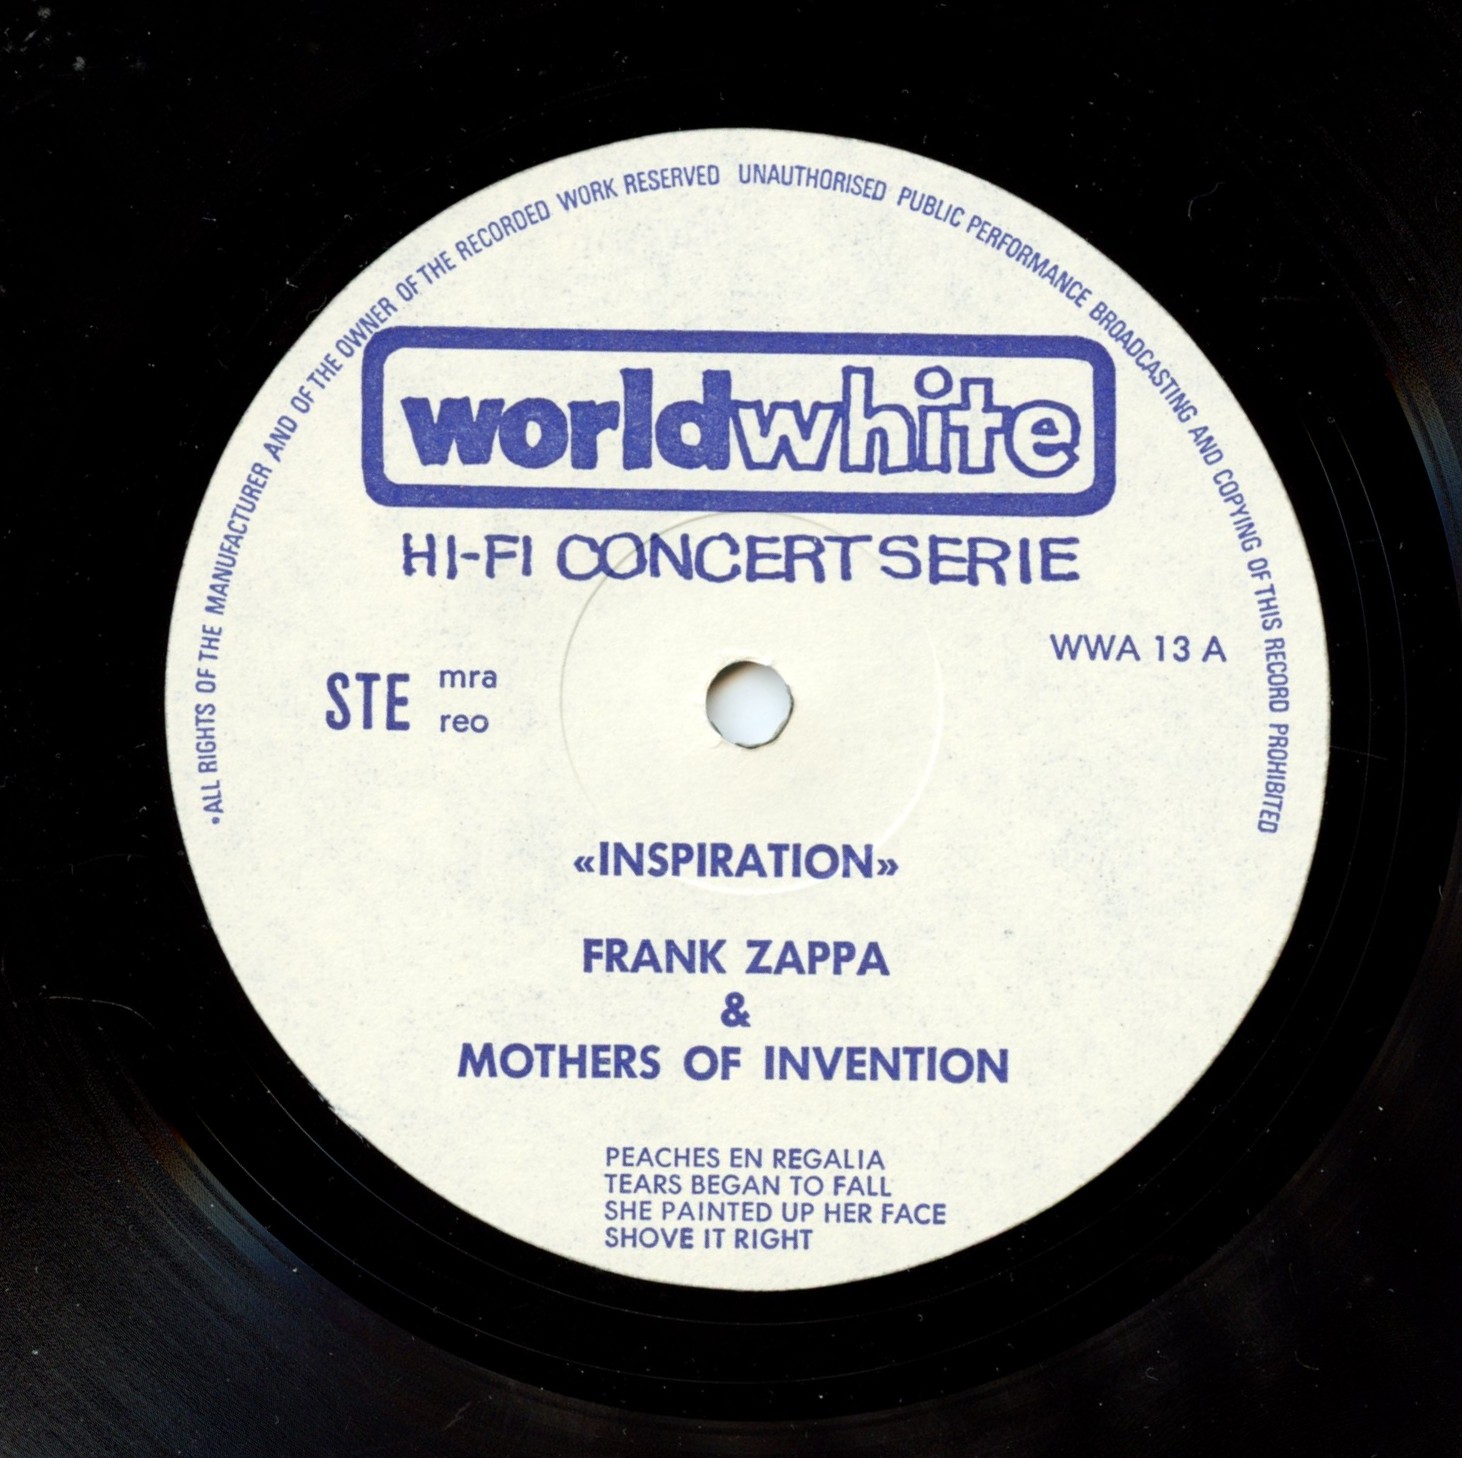 •ALL RIGHTS OF THE MANUFACTURER AND OF THE OWNER OF THE RECORDED WORK RESERVED UNAUTHORISED PUBLIC PERFORMANCE BROADCASTING AND COPYING OF THIS RECORD PROHIBITED
worldwhite
HI-FI CONCERTSERIE
WWA 13 A
STE mra
reo
«INSPIRATION»
FRANK ZAPPA
&
MOTHERS OF INVENTION
PEACHES EN REGALIA
TEARS BEGAN TO FALL
SHE PAINTED UP HER FACE
SHOVE IT RIGHT